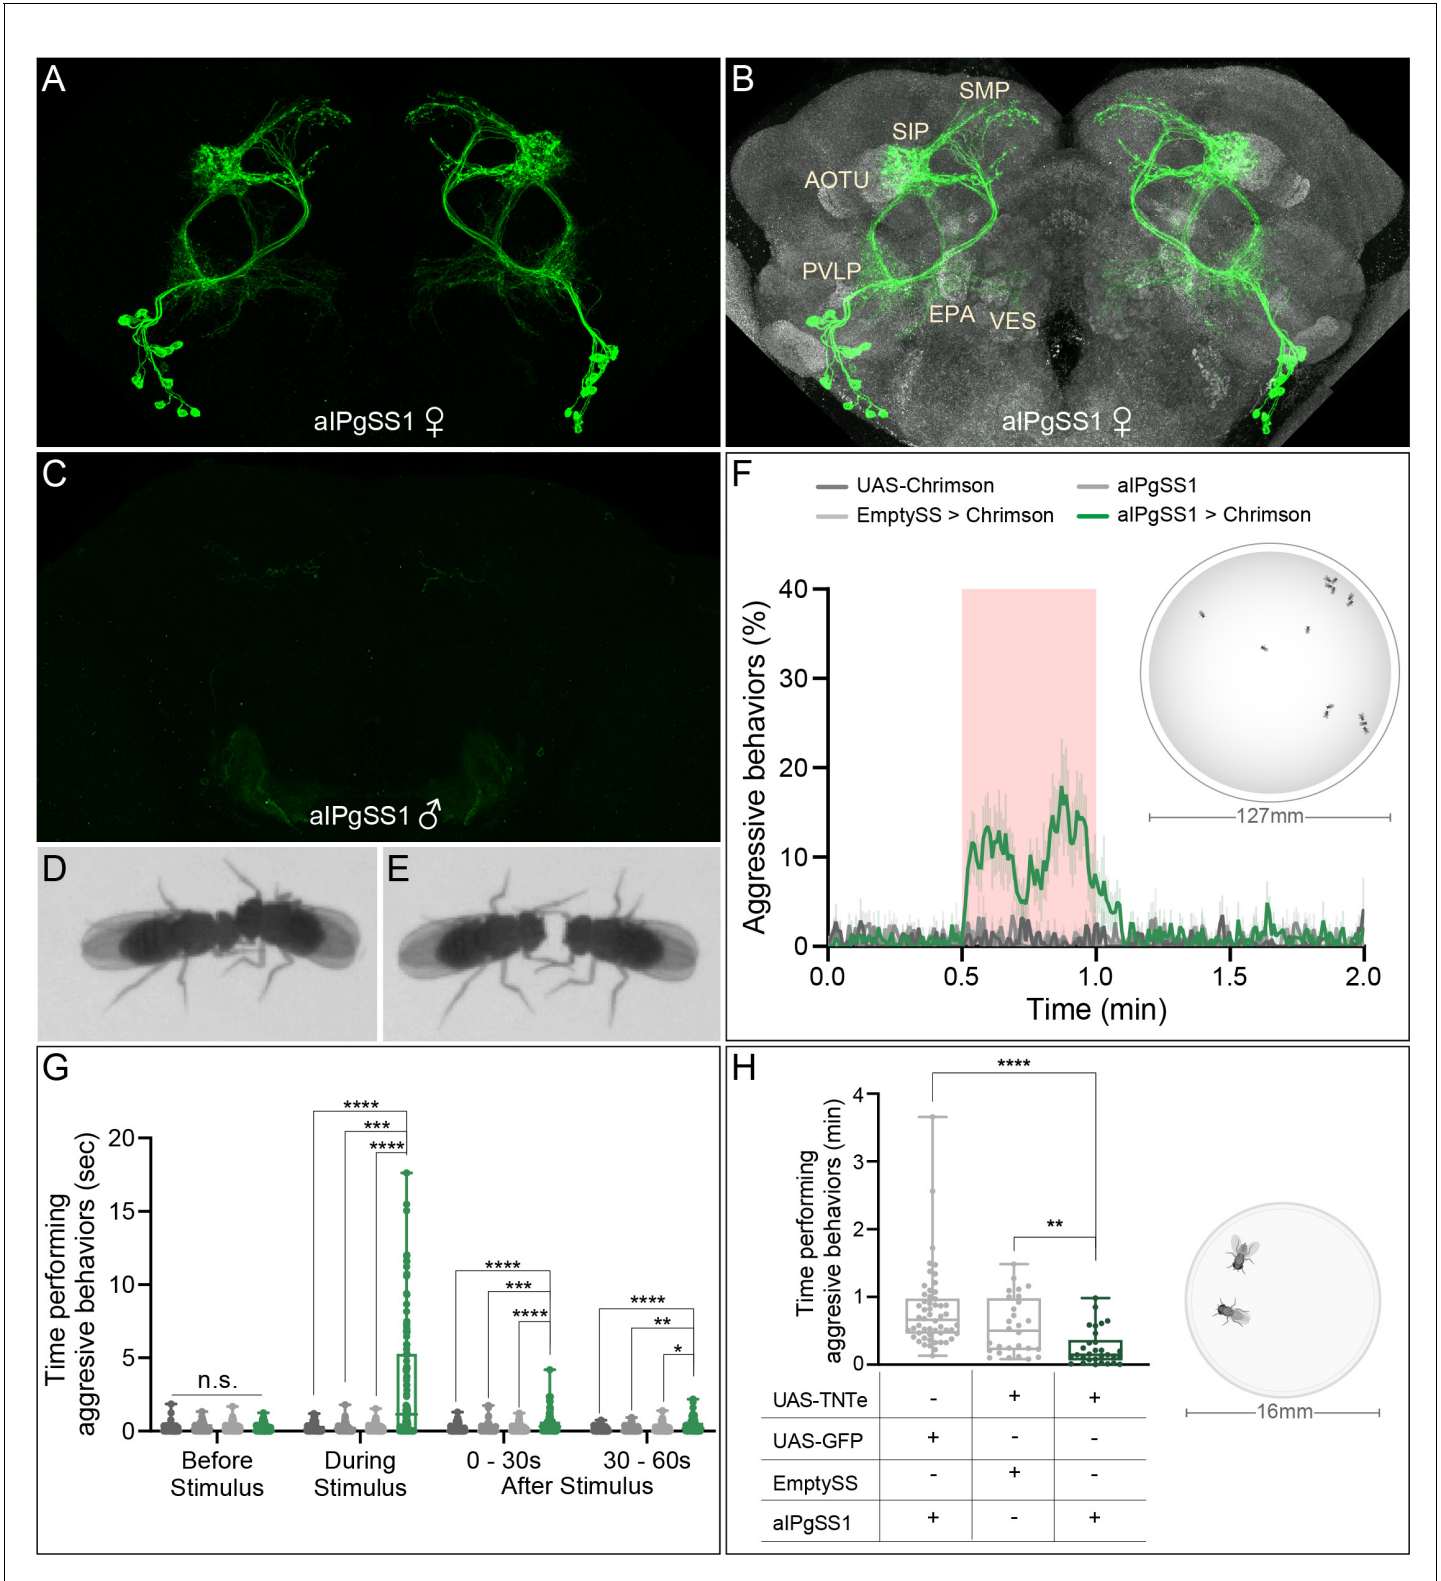 A
aIPgSS1 ♀
B
SMP
SIP
AOTU
PVLP
EPA
VES
aIPgSS1 ♀
C
aIPgSS1 ♂
D
E
F
UAS-Chrimson
aIPgSS1
EmptySS > Chrimson
aIPgSS1 > Chrimson
Aggressive behaviors (%)
40
30
20
10
0
0.0 0.5 1.0 1.5 2.0
Time (min)
127mm
G
Time performing
aggresive behaviors (sec)
20
15
10
5
0
n.s.
****
***
****
****
***
****
****
**
*
Before
Stimulus
During
Stimulus
0 - 30s
30 - 60s
After Stimulus
H
Time performing
aggresive behaviors (min)
4
3
2
1
0
****
**
UAS-TNTe - + +
UAS-GFP + - -
EmptySS - + -
aIPgSS1 + - +
16mm